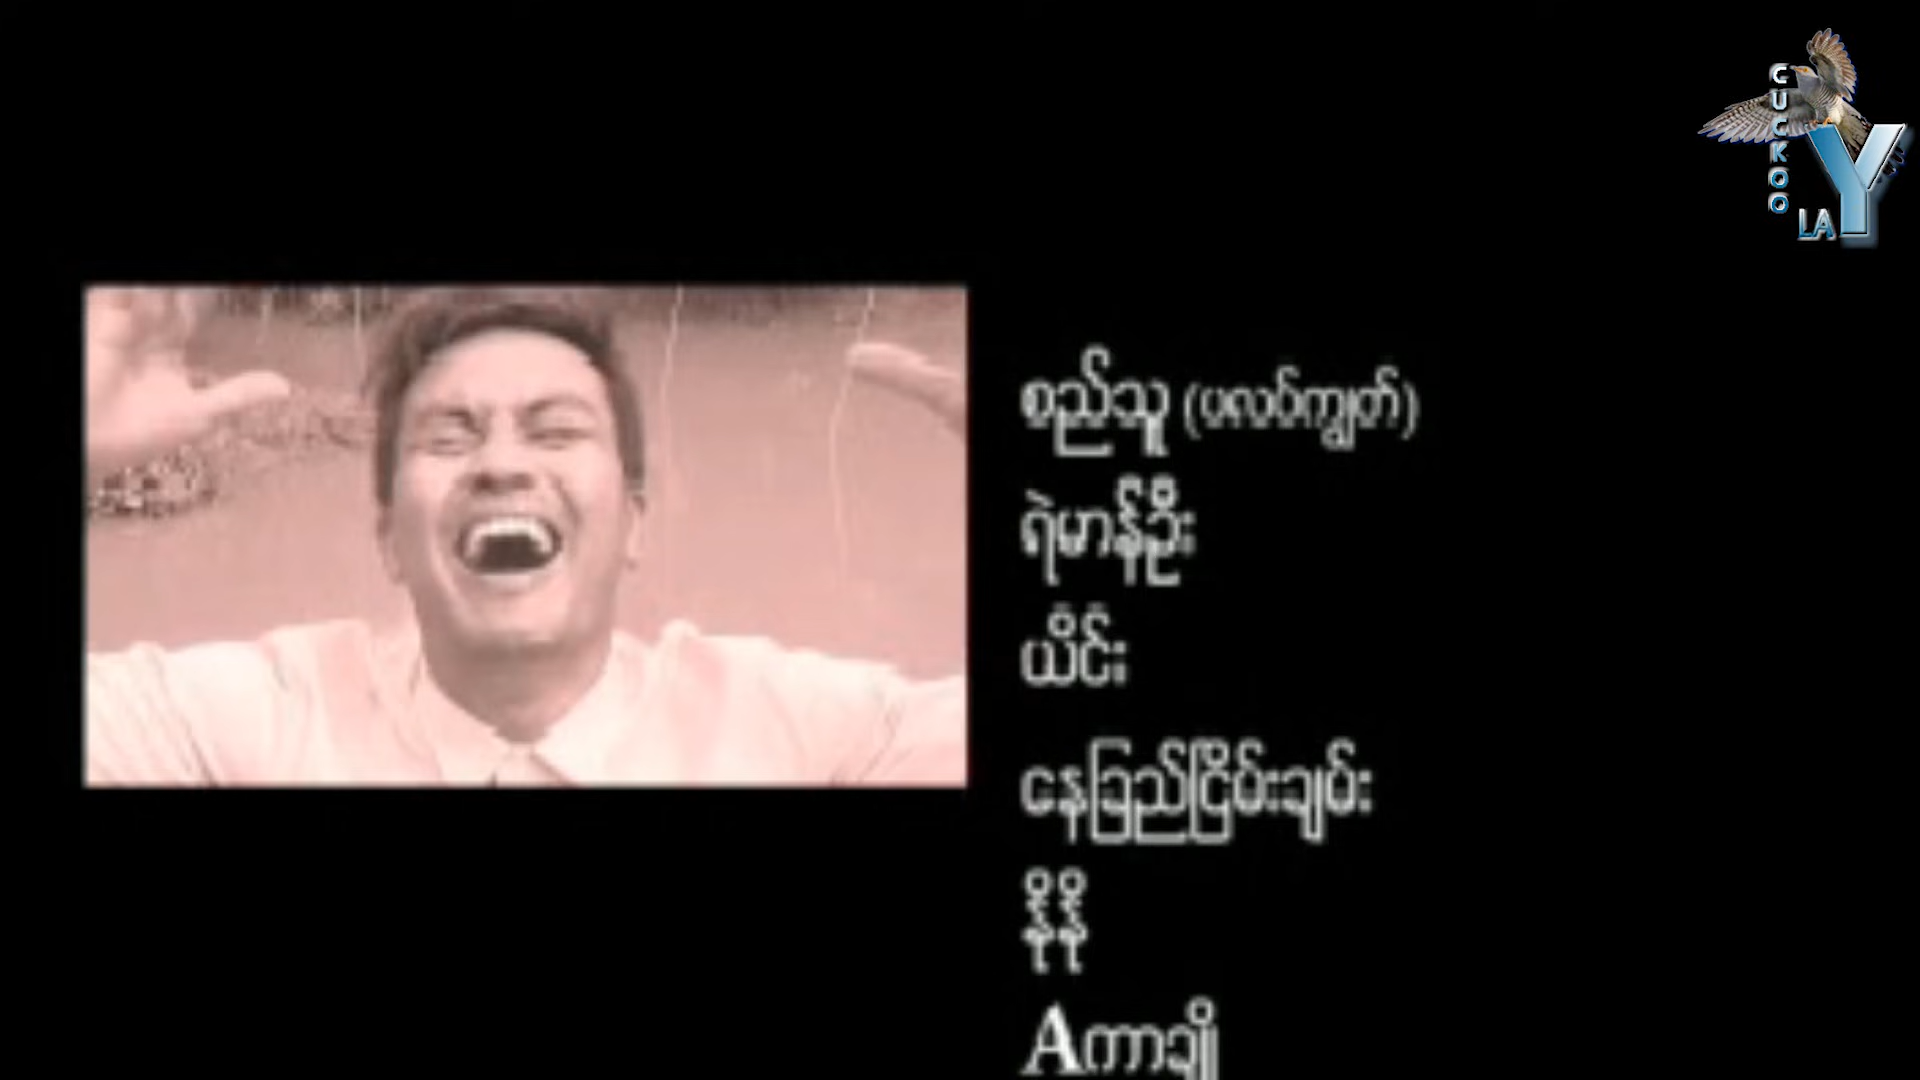 CUCKOO
LAY
စည်သူ (ပလပ်ကျွတ်)
ရဲမာန်ဦး
ယိင်း
နေခြည်ငြိမ်းချမ်း
နိုနို
Aကာချို